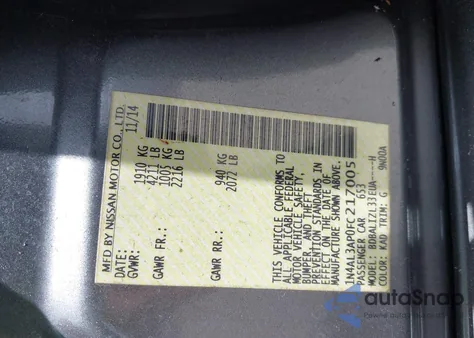 MFD BY NISSAN MOTOR CO., LTD.
DATE: 11/14
GVWR: 1910 KG
4211 LB
GAWR FR: 1005 KG
2216 LB
GAWR RR: 940 KG
2072 LB
THIS VEHICLE CONFORMS TO
ALL APPLICABLE FEDERAL
MOTOR VEHICLE SAFETY,
BUMPER AND THEFT
PREVENTION STANDARDS IN
EFFECT ON THE DATE OF
MANUFACTURE SHOWN ABOVE.
1N4AL3AP0FC217005
PASSENGER CAR 653
MODEL: H
COLOR: KAD TRIM: G 9N00A
autoSnap